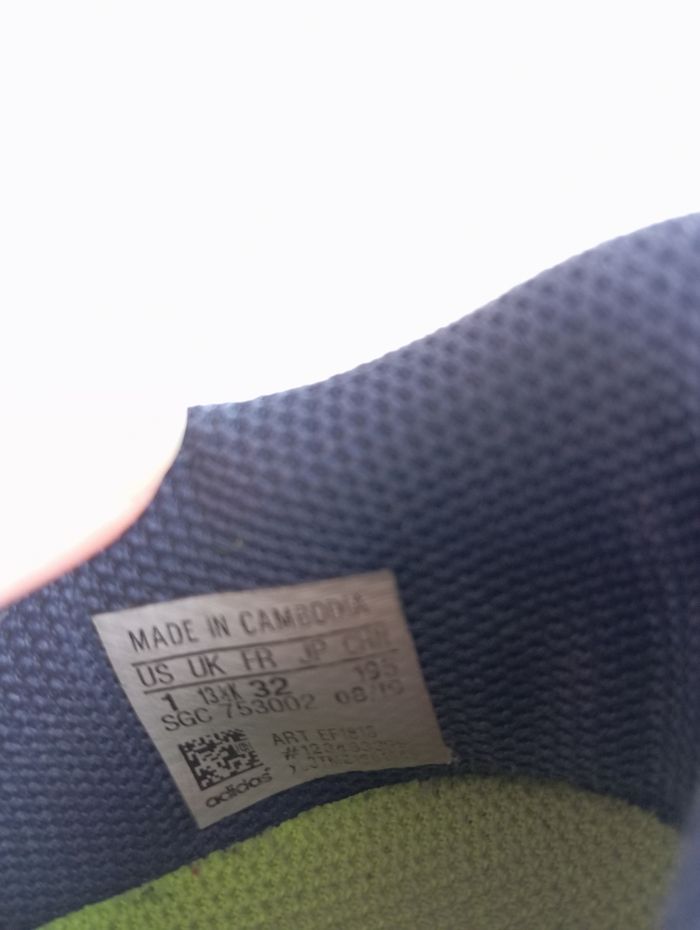 MADE IN CAMBODIA
US UK FR JP CHN
1 13½K 32 195
SGC 753002 08/19
ART EF1815
adidas